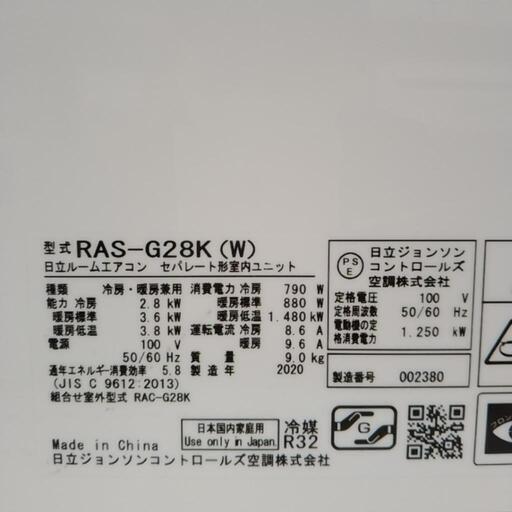 型式 RAS-G28K (W)
日立ルームエアコン セパレート形室内ユニット
種類 冷房・暖房兼用
能力 冷房 2.8 kW
暖房標準 3.6 kW
暖房低温 3.8 kW
電源 100 V
50/60 Hz
通年エネルギー消費効率 5.8
(JIS C 9612:2013)
組合せ室外型式 RAC-G28K
消費電力 冷房 790 W
暖房標準 880 W
暖房低温 1.480 kW
運転電流 冷房 8.6 A
暖房 9.6 A
質量 9.0 kg
製造年 2020
PSE
日立ジョンソン
コントロールズ
空調株式会社
定格電圧 100 V
定格周波数 50/60 Hz
電動機の定
格消費電力 1.250 kW
製造番号 002380
日本国内家庭用
Use only in Japan.
冷媒
R32
G
フロン
Made in China
日立ジョンソンコントロールズ空調株式会社